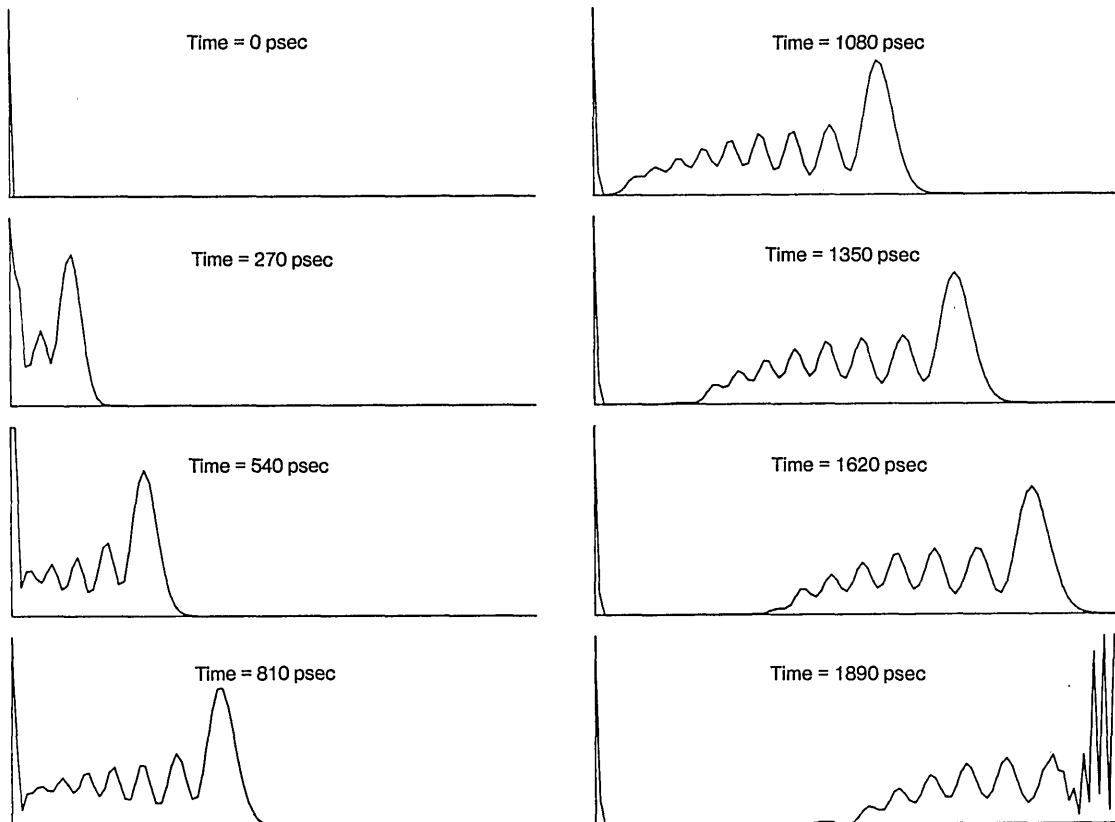 Time = 0 psec
Time = 270 psec
Time = 540 psec
Time = 810 psec
Time = 1080 psec
Time = 1350 psec
Time = 1620 psec
Time = 1890 psec